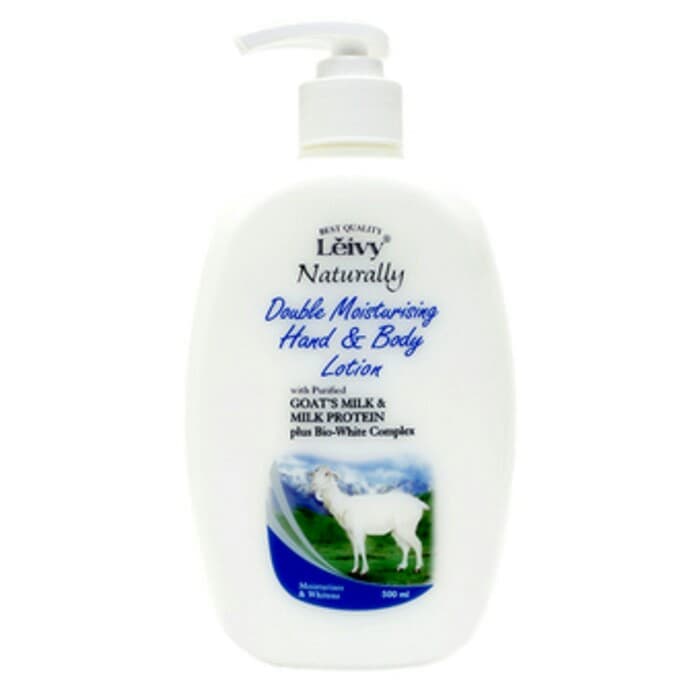 BEST QUALITY
Lěivy®
Naturally
Double Moisturising
Hand & Body
Lotion
with Purified
GOAT'S MILK &
MILK PROTEIN
plus Bio-White Complex
Moisturises
& Whitens
500 ml